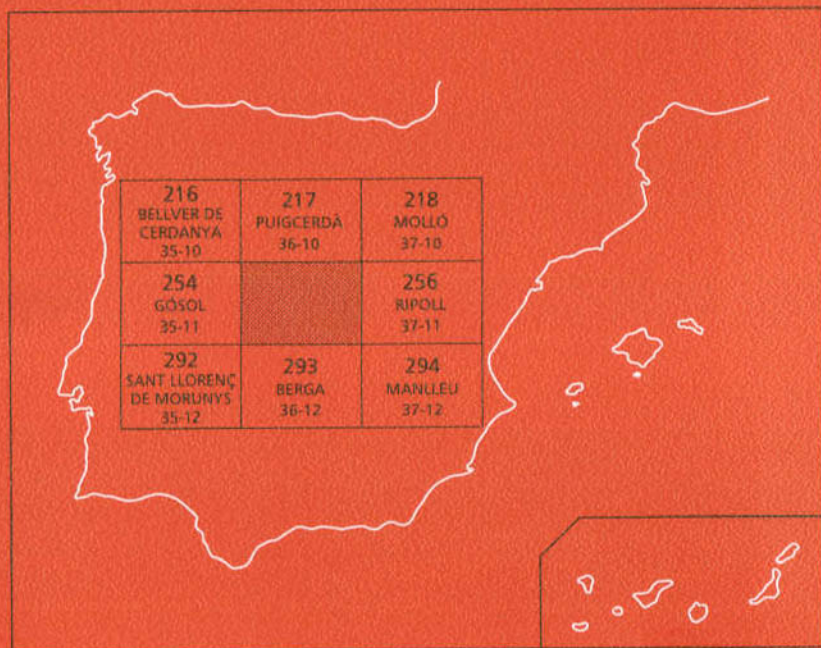 216
BELLVER DE
CERDANYA
35-10
217
PUIGCERDÀ
36-10
218
MOLLÓ
37-10
254
GÓSOL
35-11
256
RIPOLL
37-11
292
SANT LLORENÇ
DE MORUNYS
35-12
293
BERGA
36-12
294
MANLLEU
37-12